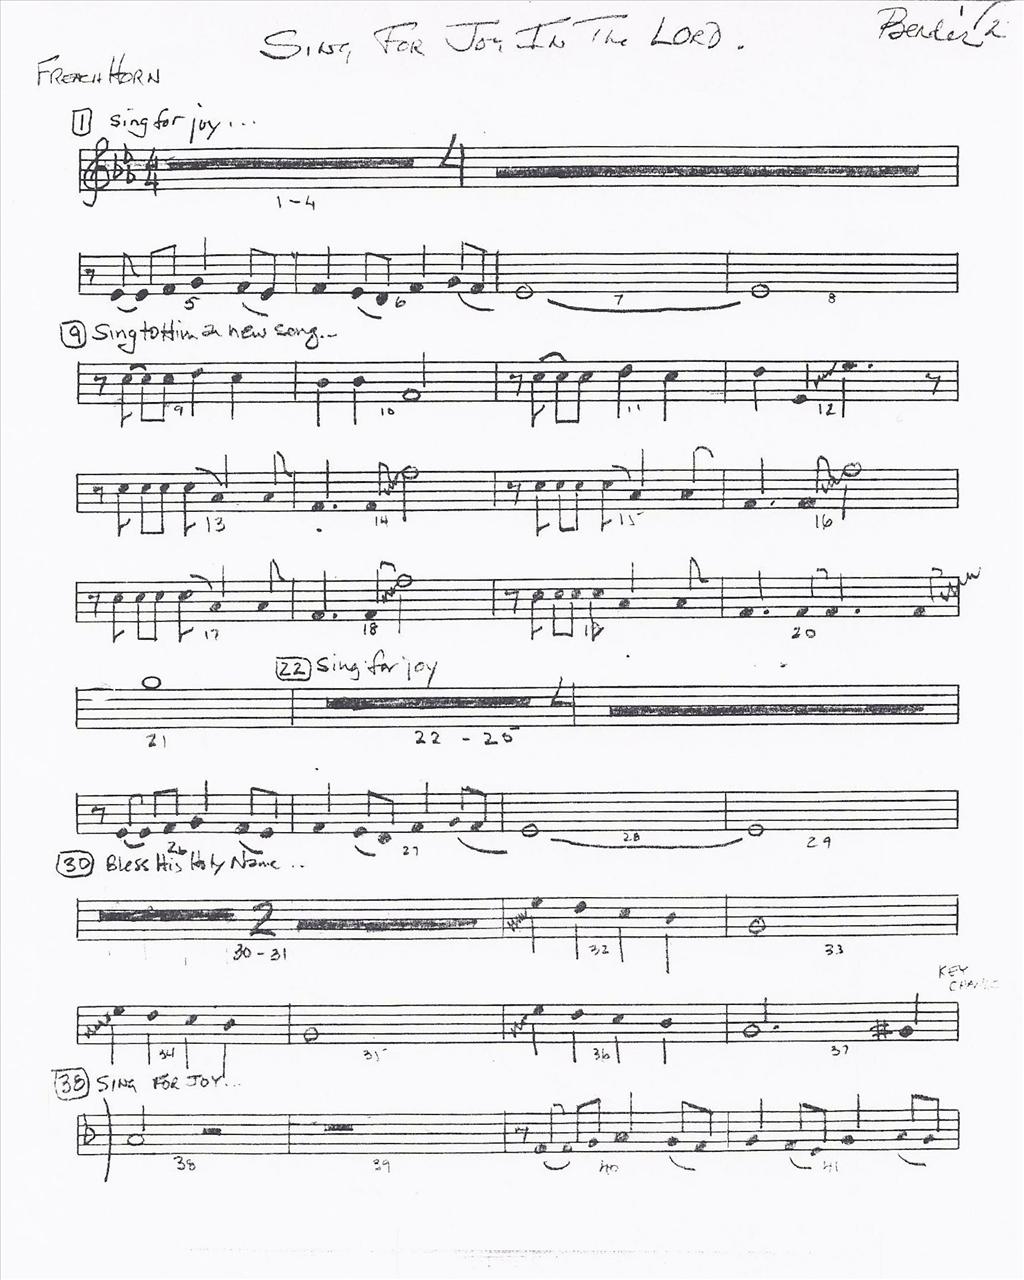 SING FOR JOY IN THE LORD.
FRENCH HORN
1 Sing for joy...
4 4 4
1-4
5 6 7 8
9 Sing to Him a new song...
9 10 11 12
13 14 15 16
17 18 19 20
22 Sing for joy
4
21 22 - 25
26 27 28 29
30 Bless His Holy Name..
2
30-31 32 33
KEY
CHANGE
34 35 36 37
38 SING FOR JOY...
38 39 40 41